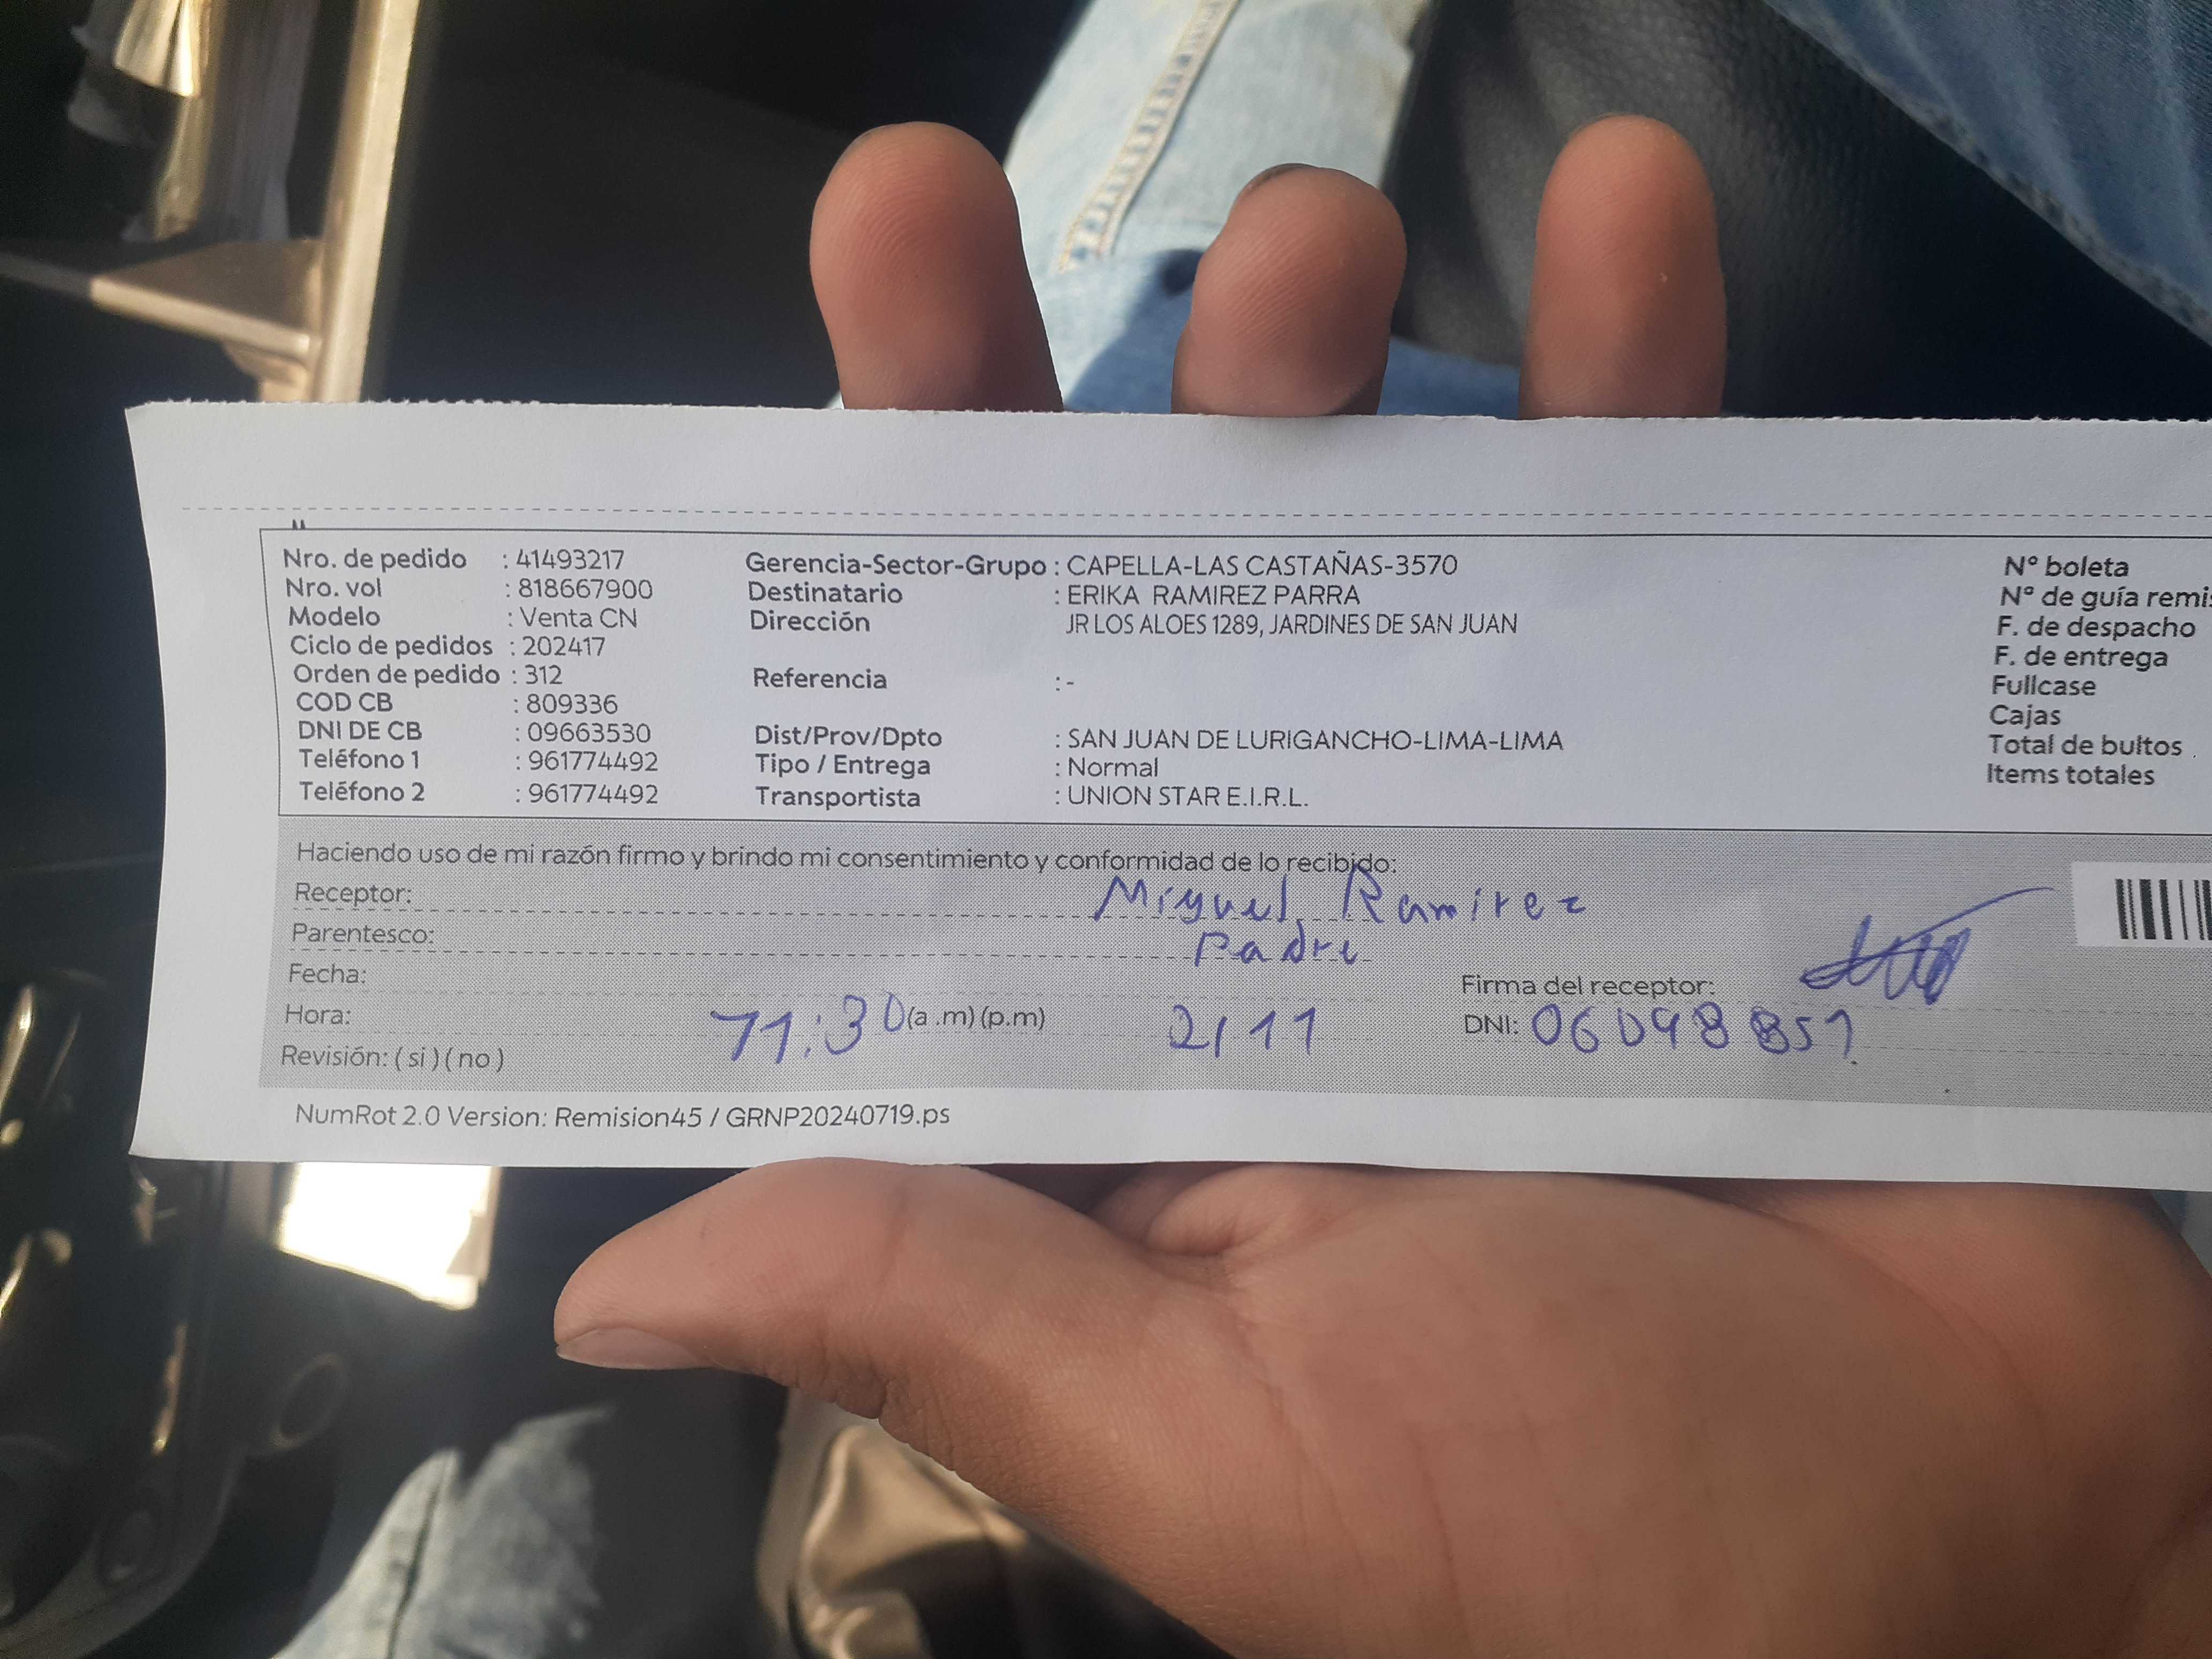 Nro. de pedido : 41493217
Nro. vol : 818667900
Modelo : Venta CN
Ciclo de pedidos : 202417
Orden de pedido : 312
COD CB : 809336
DNI DE CB : 09663530
Teléfono 1 : 961774492
Teléfono 2 : 961774492
Gerencia-Sector-Grupo : CAPELLA-LAS CASTAÑAS-3570
Destinatario : ERIKA RAMIREZ PARRA
Dirección JR LOS ALOES 1289, JARDINES DE SAN JUAN
Referencia : -
Dist/Prov/Dpto : SAN JUAN DE LURIGANCHO-LIMA-LIMA
Tipo / Entrega : Normal
Transportista : UNION STAR E.I.R.L.
Nº boleta
Nº de guía
F. de despacho
F. de entrega
Fullcase
Cajas
Total de bultos
Items totales
Haciendo uso de mi razón firmo y brindo mi consentimiento y conformidad de lo recibido:
Receptor: Miguel Ramirez
Parentesco: Padre
Fecha:
Firma del receptor:
Hora: 11:30 (a .m) (p.m) 2/11 DNI: 06098851
Revisión: ( si ) ( no )
NumRot 2.0 Version: Remision45 / GRNP20240719.ps